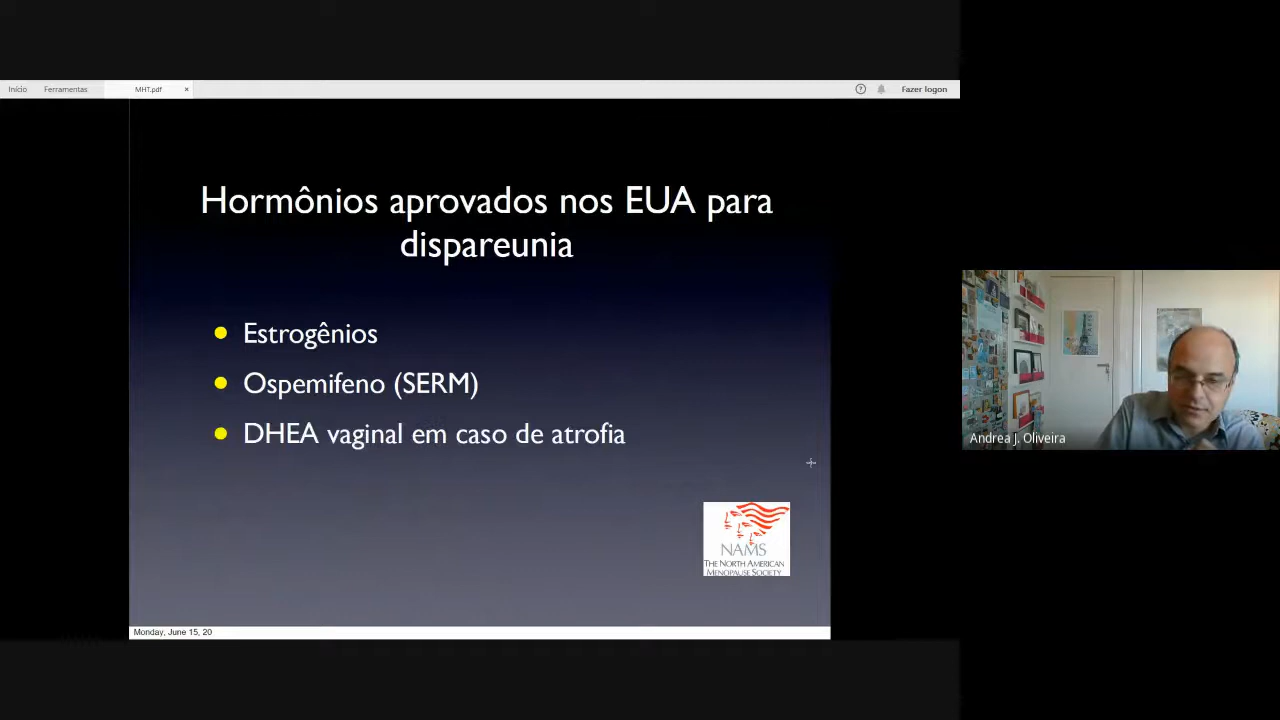 Início Ferramentas MHT.pdf × ? Fazer logon
Hormônios aprovados nos EUA para
dispareunia
Estrogênios
Ospemifeno (SERM)
DHEA vaginal em caso de atrofia
NAMS
THE NORTH AMERICAN
MENOPAUSE SOCIETY
Monday, June 15, 20
Andrea J. Oliveira